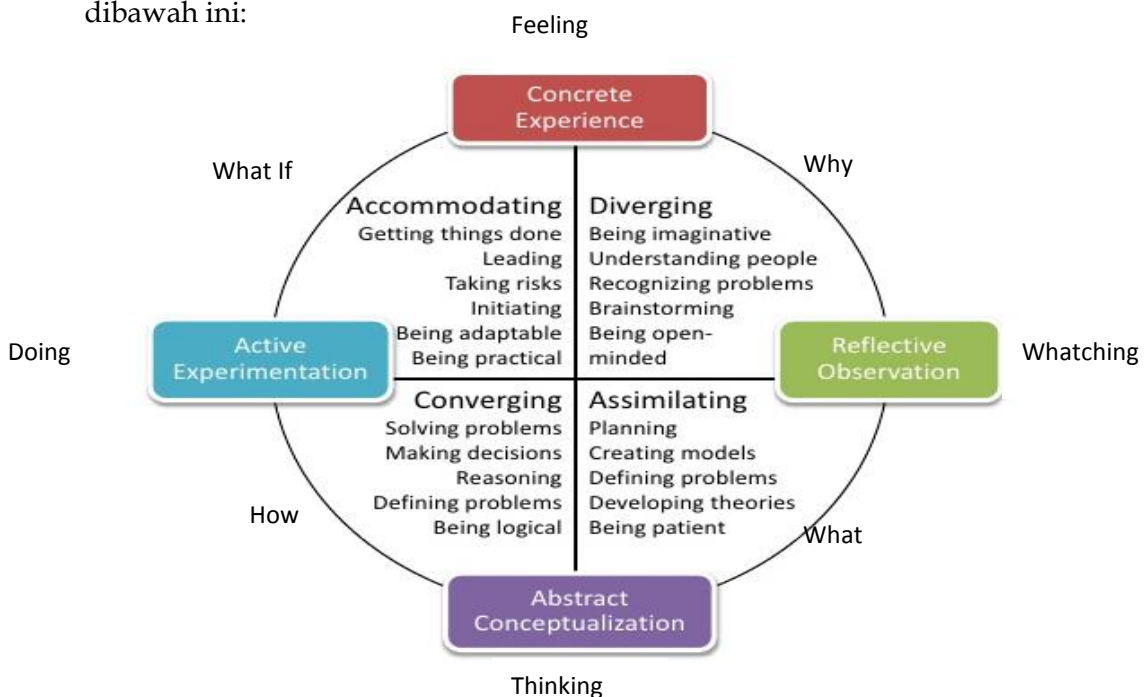 dibawah ini:
Feeling
Concrete
Experience
What If
Why
Accommodating
Getting things done
Leading
Taking risks
Initiating
Being adaptable
Being practical
Diverging
Being imaginative
Understanding people
Recognizing problems
Brainstorming
Being open-
minded
Doing
Active
Experimentation
Reflective
Observation
Whatching
Converging
Solving problems
Making decisions
Reasoning
Defining problems
Being logical
Assimilating
Planning
Creating models
Defining problems
Developing theories
Being patient
How
What
Abstract
Conceptualization
Thinking